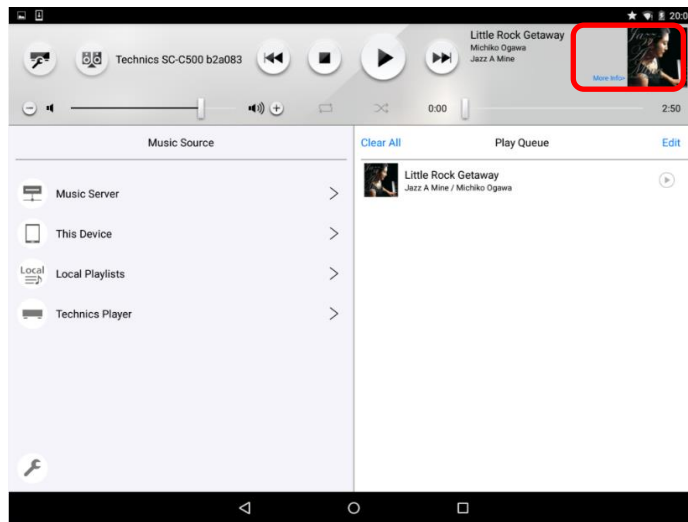 20:0
Little Rock Getaway
Michiko Ogawa
Jazz A Mine
Technics SC-C500 b2a083
More Info>
0:00
2:50
Music Source
Clear All
Play Queue
Edit
Music Server
This Device
Local
Local Playlists
Technics Player
Little Rock Getaway
Jazz A Mine / Michiko Ogawa